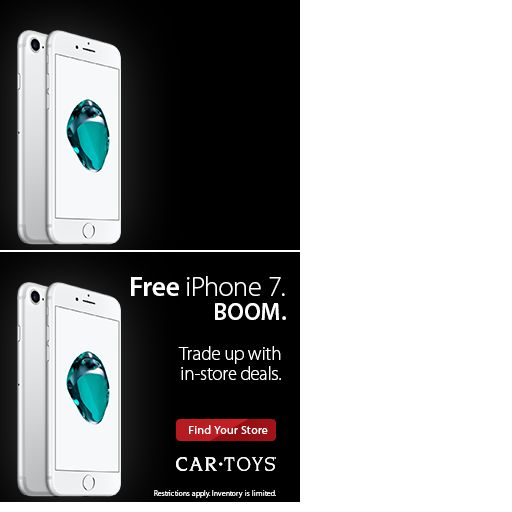 Free iPhone 7.
BOOM.
Trade up with
in-store deals.
Find Your Store
CAR•TOYS
Restrictions apply. Inventory is limited.